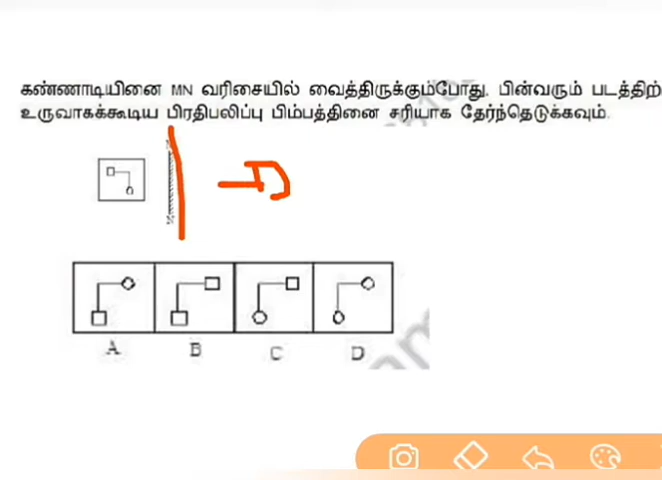 கண்ணாடியினை MN வரிசையில் வைத்திருக்கும்போது, பின்வரும் படத்திற்
உருவாகக்கூடிய பிரதிபலிப்பு பிம்பத்தினை சரியாக தேர்ந்தெடுக்கவும்.
A B C D